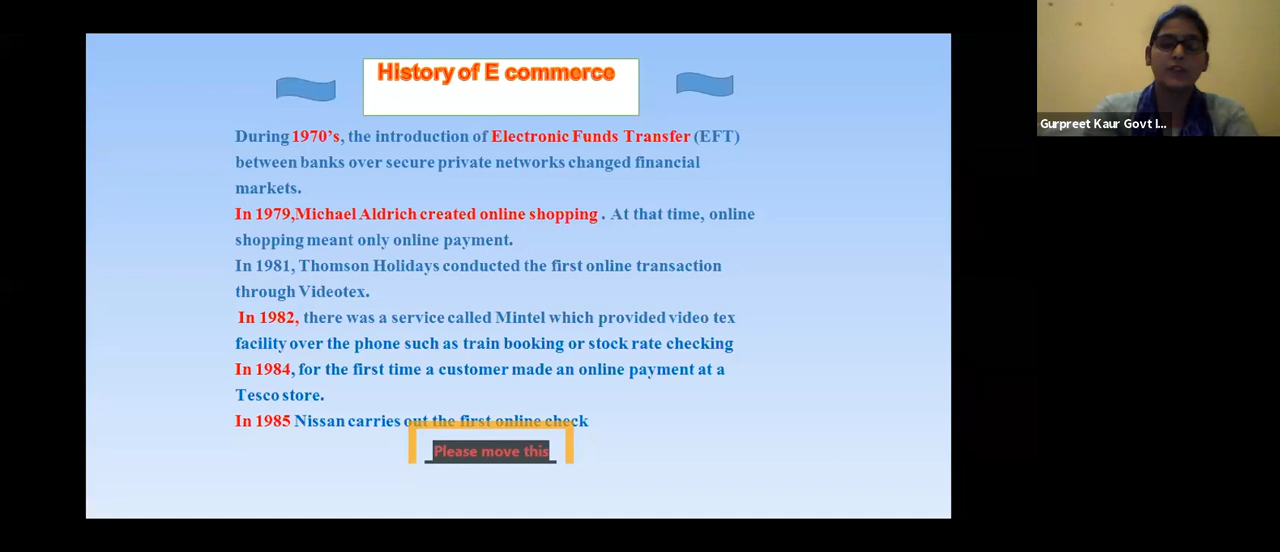 History of E commerce
During 1970's, the introduction of Electronic Funds Transfer (EFT)
between banks over secure private networks changed financial
markets.
In 1979,Michael Aldrich created online shopping . At that time, online
shopping meant only online payment.
In 1981, Thomson Holidays conducted the first online transaction
through Videotex.
In 1982, there was a service called Mintel which provided video tex
facility over the phone such as train booking or stock rate checking
In 1984, for the first time a customer made an online payment at a
Tesco store.
In 1985 Nissan carries out the first online check
Please move this
Gurpreet Kaur Govt I...